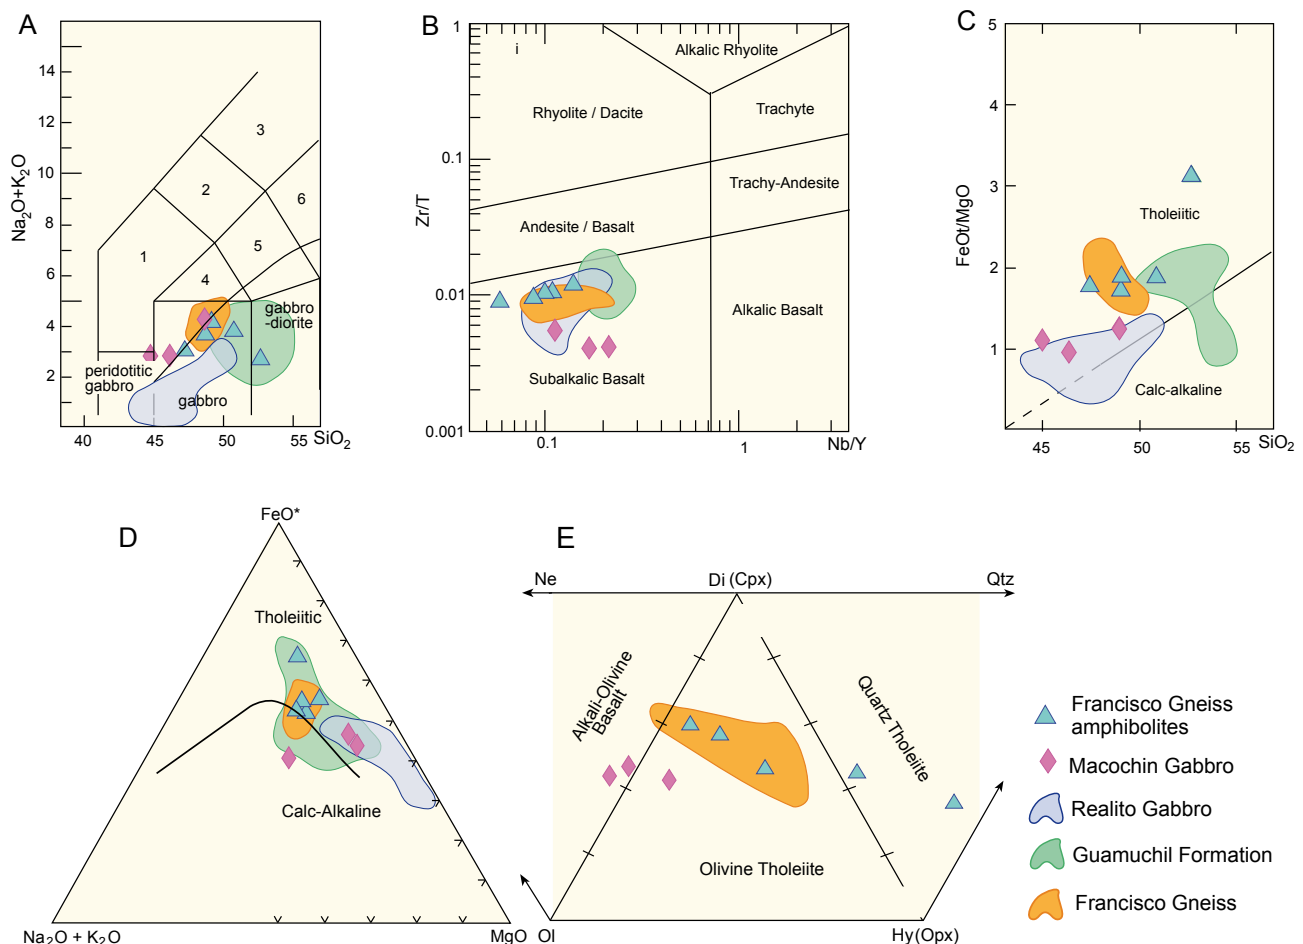 A
Na2O+K2O
14
12
10
8
6
4
2
3
2
6
1
5
4
gabbro
-diorite
peridotitic
gabbro
gabbro
40
45
50
55
SiO2
B
i
Zr/T
1
0.1
0.01
0.001
Alkalic Rhyolite
Rhyolite / Dacite
Trachyte
Trachy-Andesite
Andesite / Basalt
Alkalic Basalt
Subalkalic Basalt
0.1
1
Nb/Y
C
FeOt/MgO
5
4
3
2
1
Tholeiitic
Calc-alkaline
45
50
55
SiO2
D
FeO*
Tholeiitic
Calc-Alkaline
Na2O + K2O
MgO
E
Ne
Di (Cpx)
Qtz
Alkali-Olivine
Basalt
Quartz Tholeiite
Olivine Tholeiite
Ol
Hy(Opx)
Francisco Gneiss
amphibolites
Macochin Gabbro
Realito Gabbro
Guamuchil Formation
Francisco Gneiss